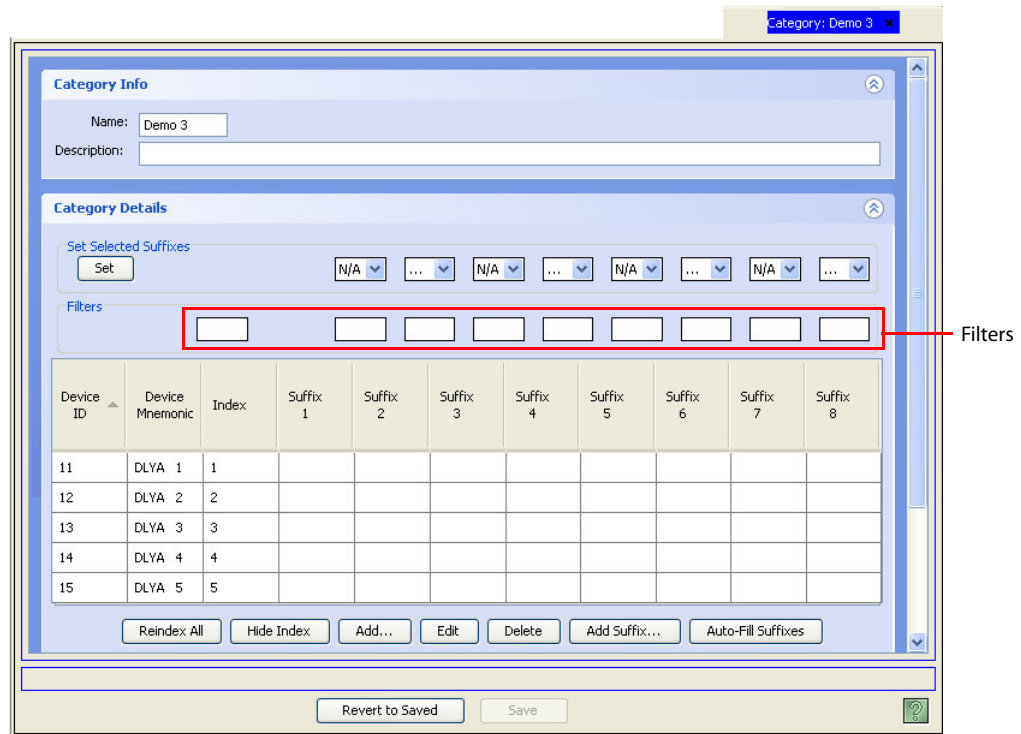 Category: Demo 3 ×
Category Info
Name: Demo 3
Description:
Category Details
Set Selected Suffixes
Set N/A ... N/A ... N/A ... N/A ...
Filters
Filters
Device ID Device Mnemonic Index Suffix 1 Suffix 2 Suffix 3 Suffix 4 Suffix 5 Suffix 6 Suffix 7 Suffix 8
11 DLYA 1 1
12 DLYA 2 2
13 DLYA 3 3
14 DLYA 4 4
15 DLYA 5 5
Reindex All Hide Index Add... Edit Delete Add Suffix... Auto-Fill Suffixes
Revert to Saved Save ?